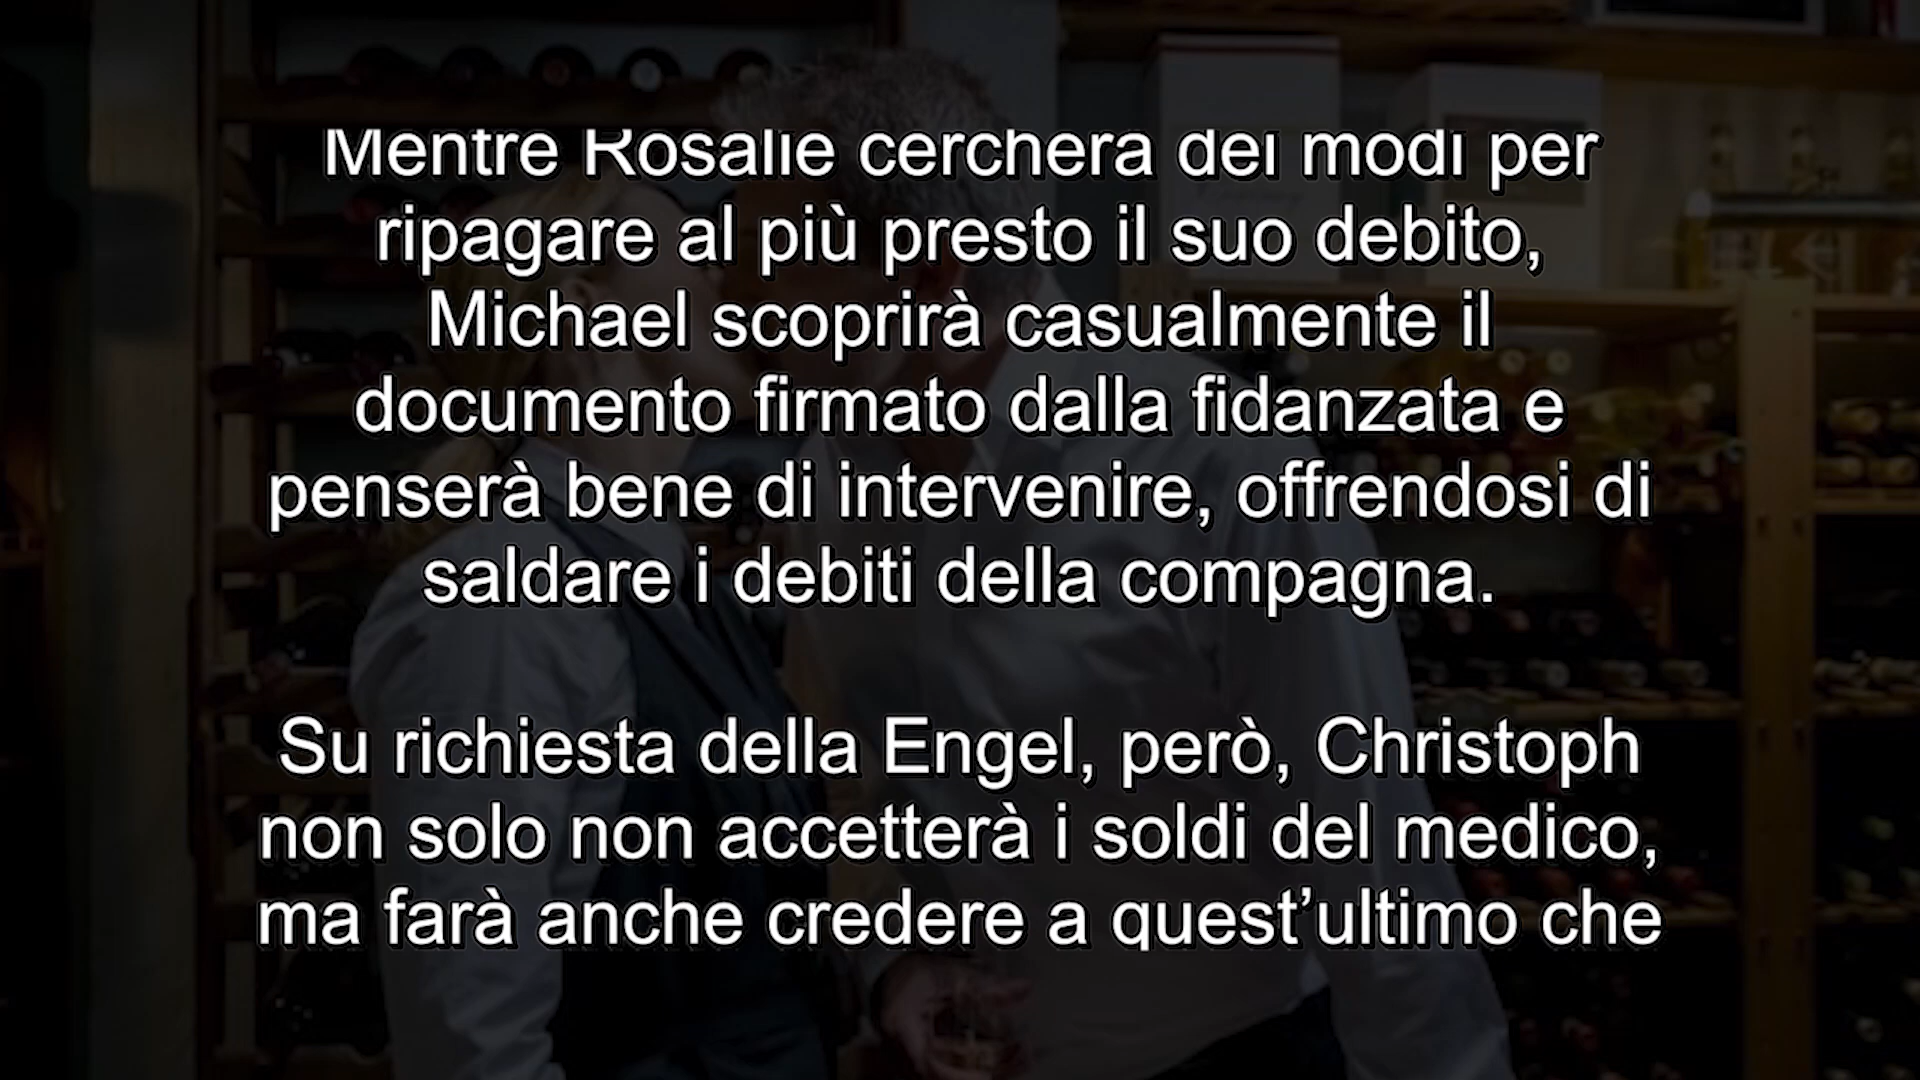 Mentre Rosalie cercherà dei modi per
ripagare al più presto il suo debito,
Michael scoprirà casualmente il
documento firmato dalla fidanzata e
penserà bene di intervenire, offrendosi di
saldare i debiti della compagna.
Su richiesta della Engel, però, Christoph
non solo non accetterà i soldi del medico,
ma farà anche credere a quest’ultimo che